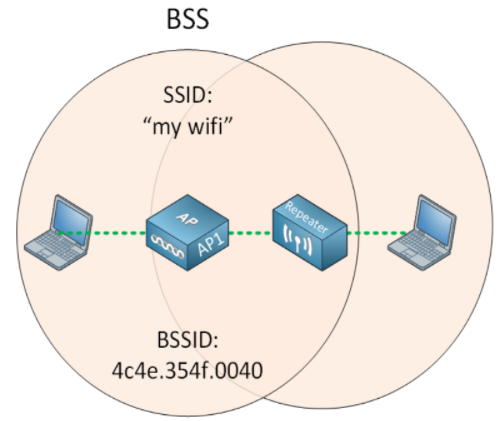 BSS
SSID:
“my wifi”
AP
AP1
Repeater
BSSID:
4c4e.354f.0040